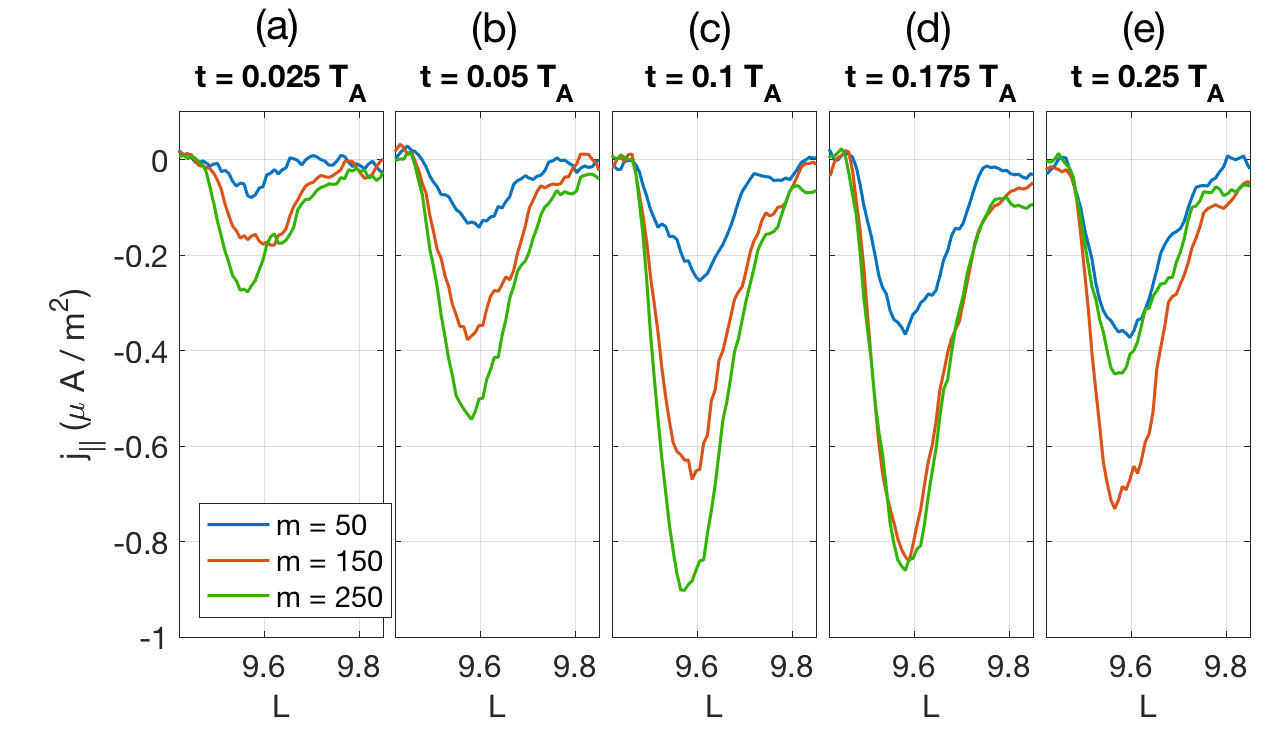 (a) (b) (c) (d) (e)
t = 0.025 T_A t = 0.05 T_A t = 0.1 T_A t = 0.175 T_A t = 0.25 T_A
0
-0.2
-0.4
-0.6
-0.8
-1
j_|| (μ A / m^2)
m = 50
m = 150
m = 250
9.6 9.8 9.6 9.8 9.6 9.8 9.6 9.8 9.6 9.8
L L L L L